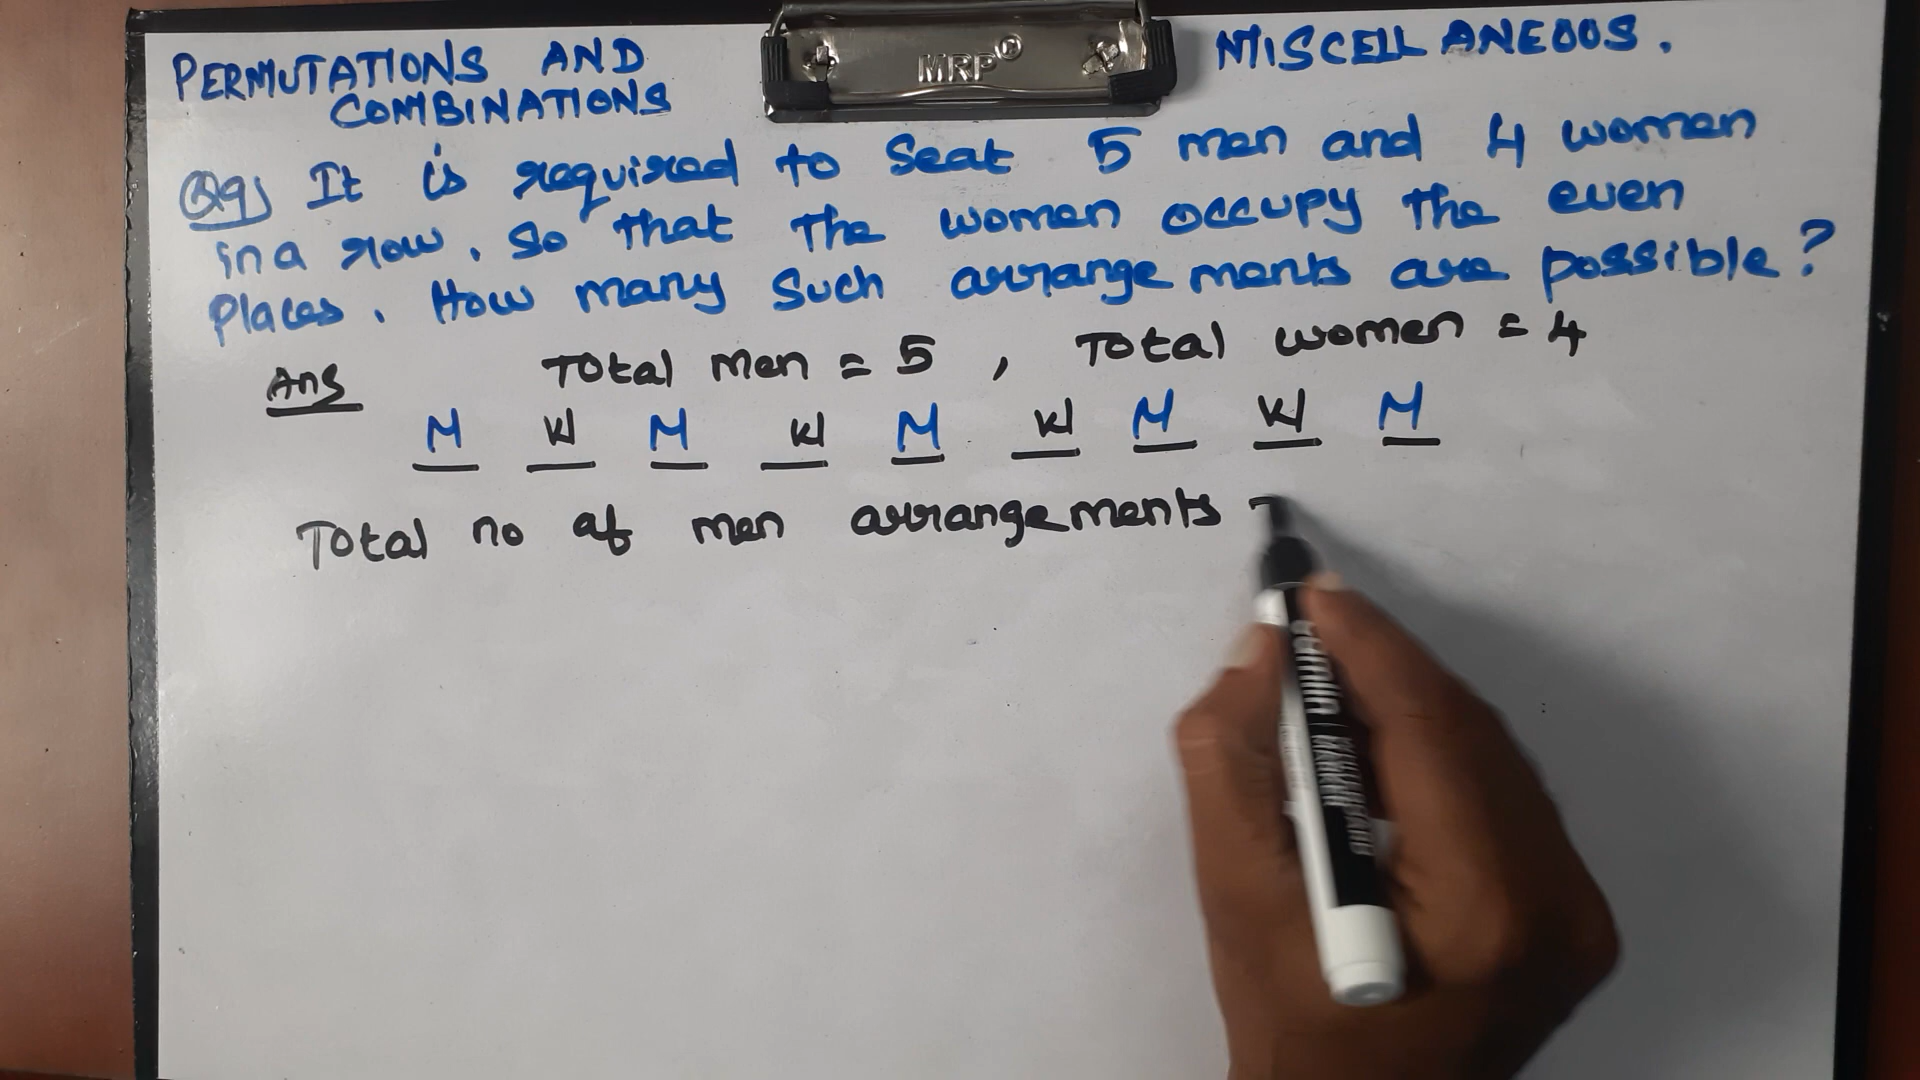 PERMUTATIONS AND COMBINATIONS
MRP®
MISCELLANEOUS.
Q9) It is required to seat 5 men and 4 women
in a row, so that the women occupy the even
places. How many such arrangements are possible?
Ans Total men = 5, Total women = 4
M W M W M W M W M
Total no of men arrangements